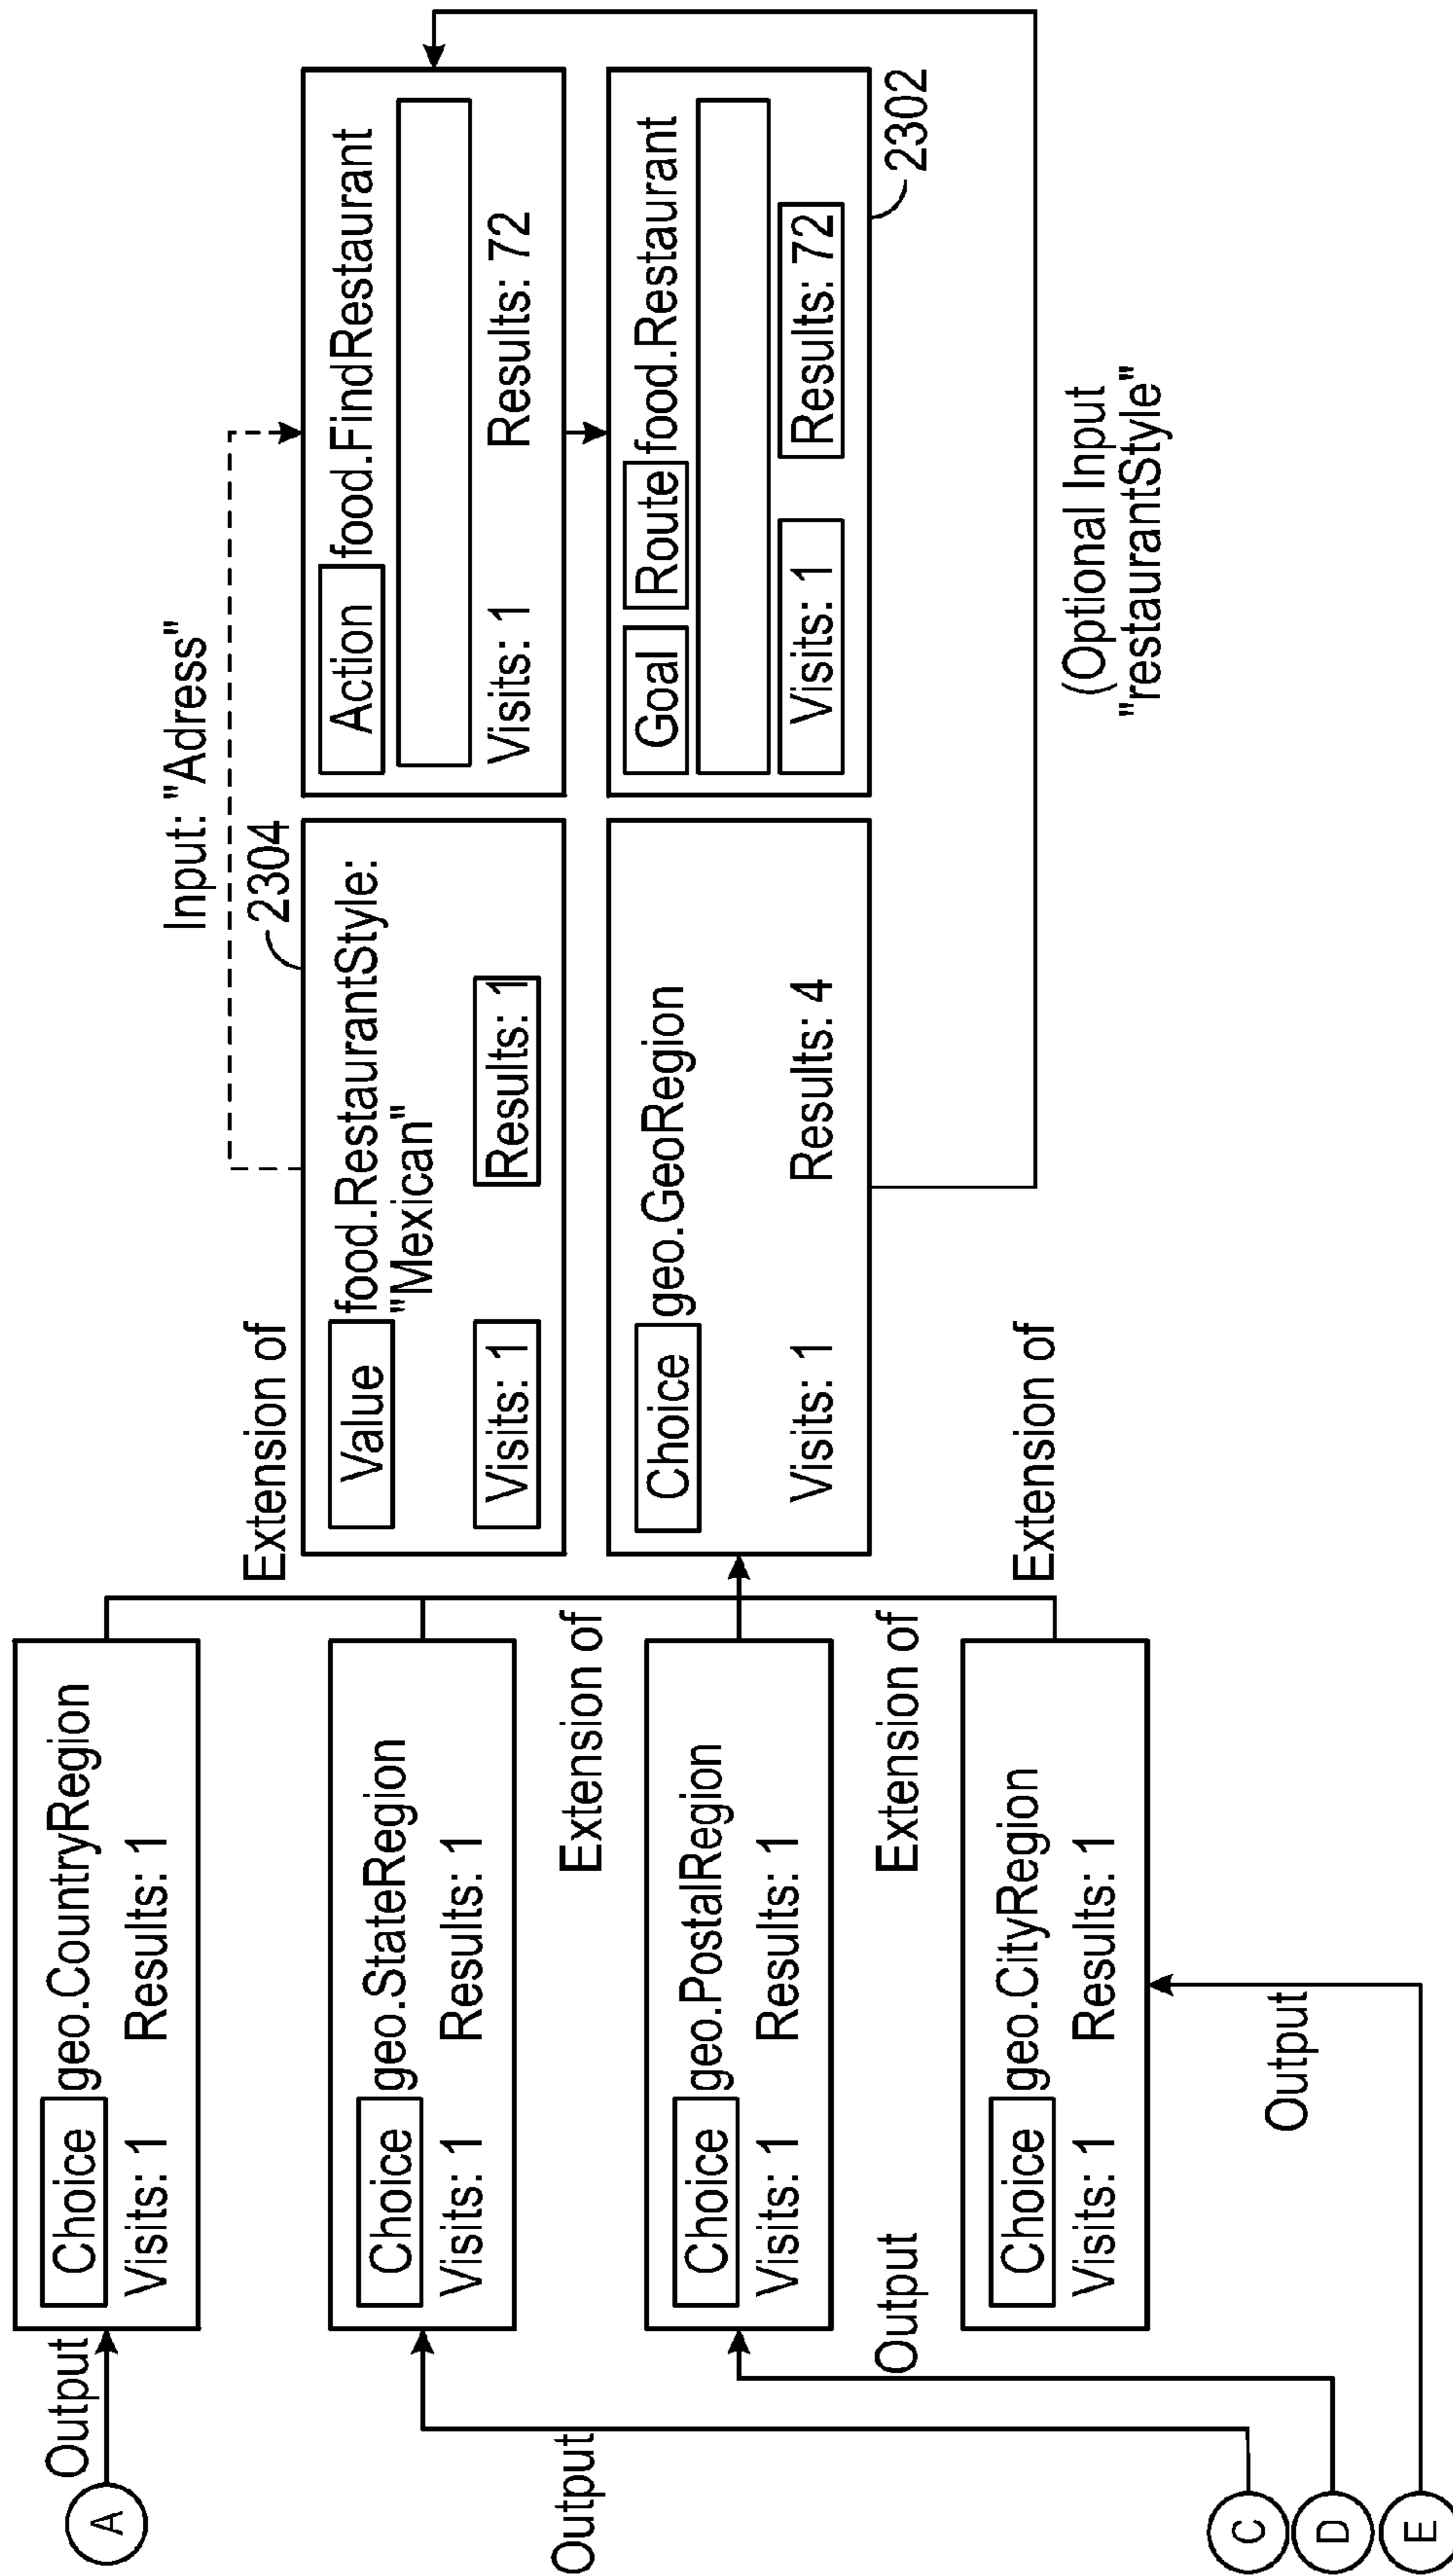 A
Output
Choice geo.CountryRegion
Visits: 1 Results: 1
Output
Choice geo.StateRegion
Visits: 1 Results: 1
Extension of
Output
Choice geo.PostalRegion
Visits: 1 Results: 1
Extension of
Choice geo.CityRegion
Visits: 1 Results: 1
Extension of
Output
C
D
E
Extension of
Input: "Adress"
2304
Value food.RestaurantStyle:
"Mexican"
Visits: 1 Results: 1
Choice geo.GeoRegion
Visits: 1 Results: 4
Action food.FindRestaurant
Visits: 1 Results: 72
Goal Route food.Restaurant
Visits: 1 Results: 72
2302
(Optional Input
"restaurantStyle"